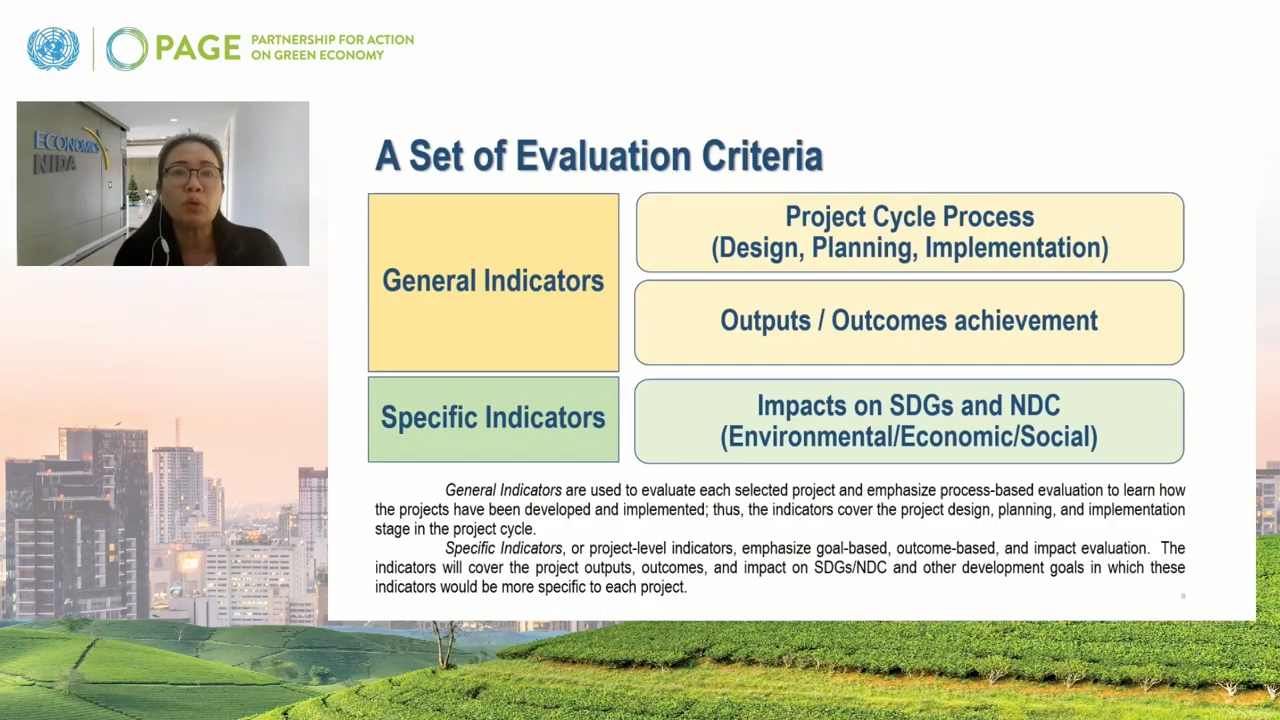 PAGE
PARTNERSHIP FOR ACTION
ON GREEN ECONOMY
ECONOMICS
NIDA
A Set of Evaluation Criteria
General Indicators
Project Cycle Process
(Design, Planning, Implementation)
Outputs / Outcomes achievement
Specific Indicators
Impacts on SDGs and NDC
(Environmental/Economic/Social)
General Indicators are used to evaluate each selected project and emphasize process-based evaluation to learn how
the projects have been developed and implemented; thus, the indicators cover the project design, planning, and implementation
stage in the project cycle.
Specific Indicators, or project-level indicators, emphasize goal-based, outcome-based, and impact evaluation. The
indicators will cover the project outputs, outcomes, and impact on SDGs/NDC and other development goals in which these
indicators would be more specific to each project.
8